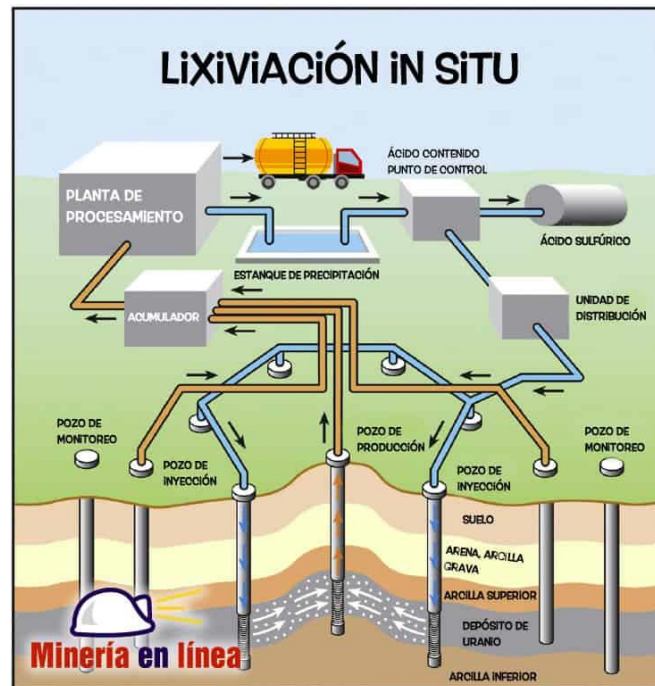 LiXiViACiÓN iN SiTU
PLANTA DE
PROCESAMIENTO
ÁCIDO CONTENIDO
PUNTO DE CONTROL
ÁCIDO SULFÚRICO
ESTANQUE DE PRECIPITACIÓN
ACUMULADOR
UNIDAD DE
DISTRIBUCIÓN
POZO DE
MONITOREO
POZO DE
INYECCIÓN
POZO DE
PRODUCCIÓN
POZO DE
INYECCIÓN
POZO DE
MONITOREO
SUELO
ARENA, ARCILLA
GRAVA
ARCILLA SUPERIOR
DEPÓSITO DE
URANIO
ARCILLA INFERIOR
Minería en línea